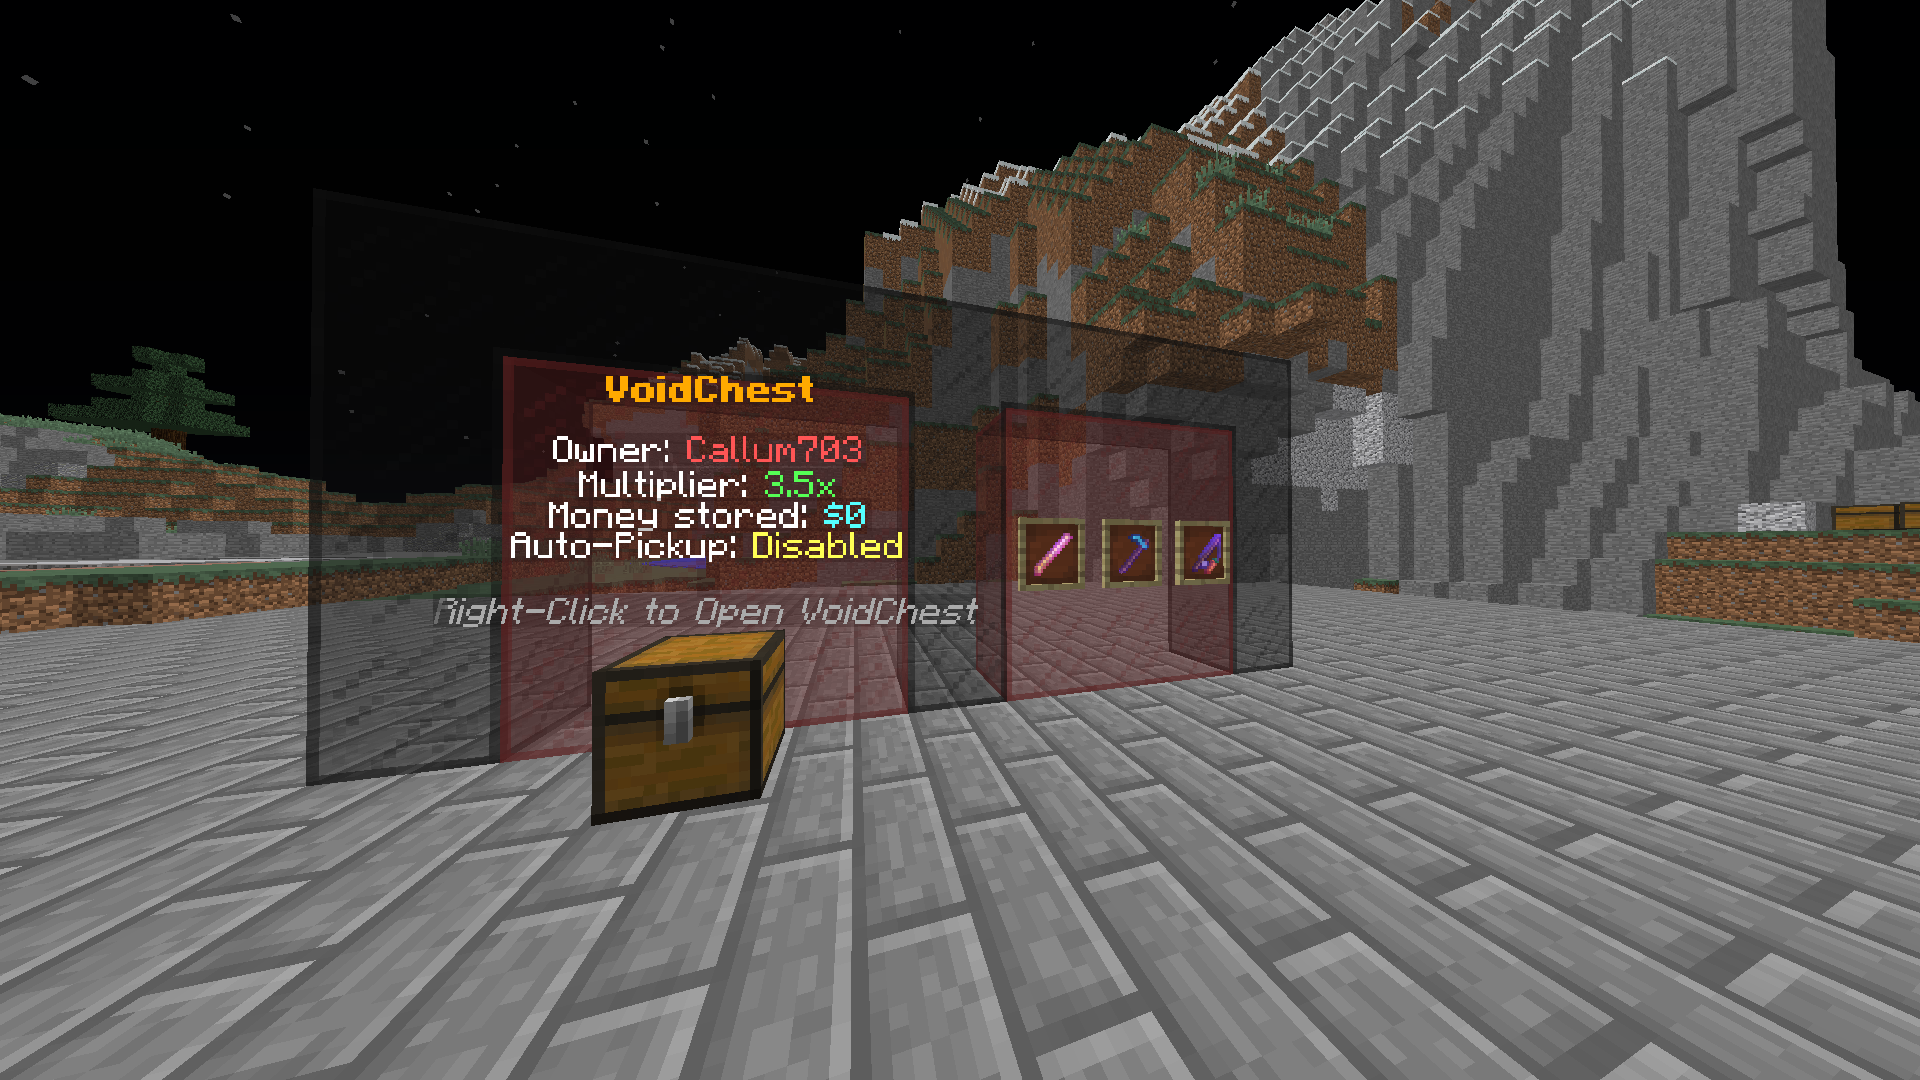 VoidChest
Owner: Callum703
Multiplier: 3.5x
Money stored: $0
Auto-Pickup: Disabled
Right-Click to Open VoidChest